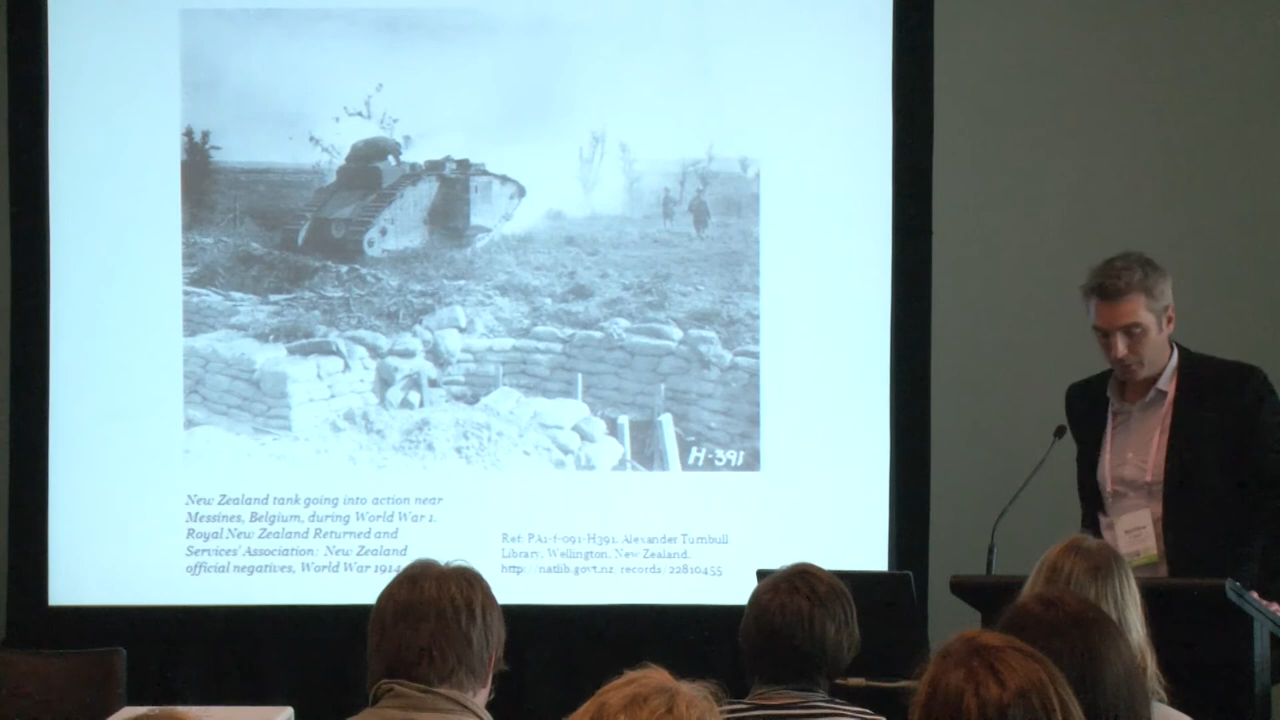 H-391
New Zealand tank going into action near
Messines, Belgium, during World War 1.
Royal New Zealand Returned and
Services' Association: New Zealand
official negatives, World War 1914
Ref: PA1-f-091-H391. Alexander Turnbull
Library, Wellington, New Zealand.
http://natlib.govt.nz/records/22810455